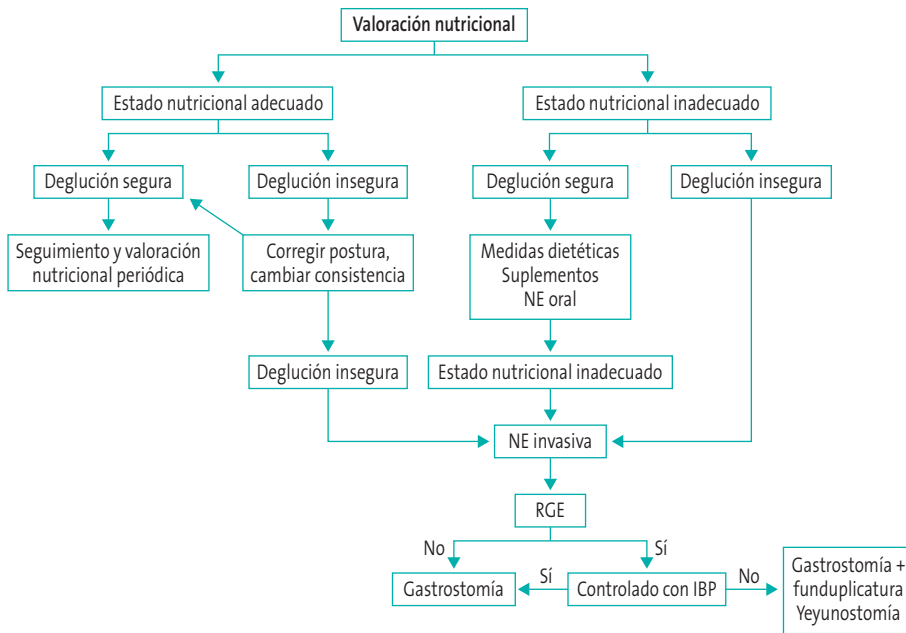 Valoración nutricional
Estado nutricional adecuado
Estado nutricional inadecuado
Deglución segura
Deglución insegura
Deglución segura
Deglución insegura
Seguimiento y valoración
nutricional periódica
Corregir postura,
cambiar consistencia
Medidas dietéticas
Suplementos
NE oral
Deglución insegura
Estado nutricional inadecuado
NE invasiva
RGE
No
Sí
Gastrostomía
Sí
Controlado con IBP
No
Gastrostomía +
funduplicatura
Yeyunostomía